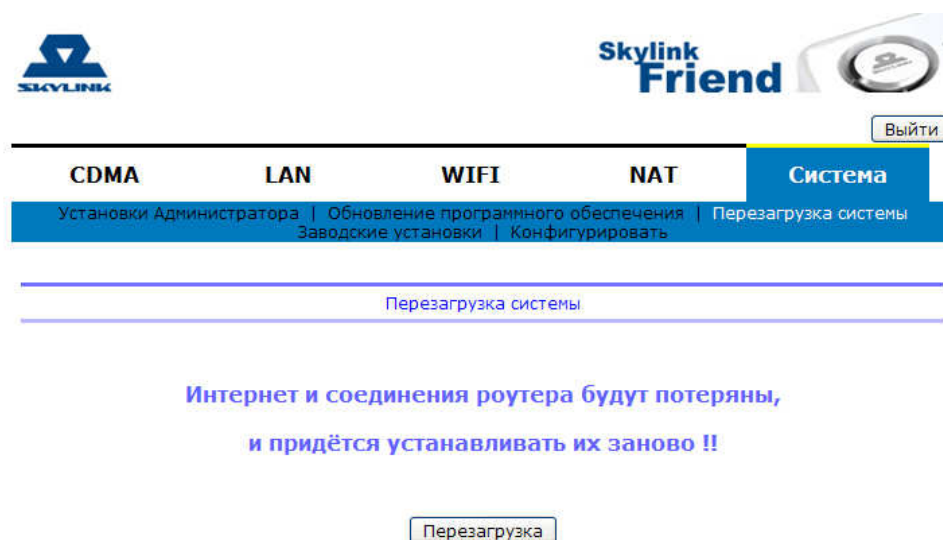 SKYLINK
Skylink
Friend
Выйти
CDMA LAN WIFI NAT Система
Установки Администратора | Обновление программного обеспечения | Перезагрузка системы
Заводские установки | Конфигурировать
Перезагрузка системы
Интернет и соединения роутера будут потеряны,
и придётся устанавливать их заново !!
Перезагрузка